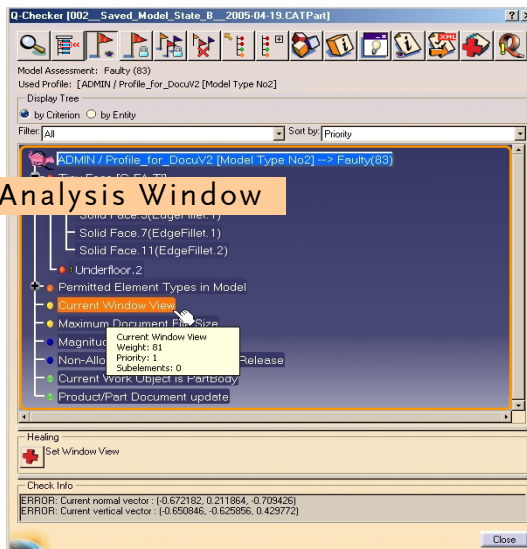 Q-Checker [002__Saved_Model_State_B__2005-04-19.CATPart]
Model Assessment: Faulty (83)
Used Profile: [ADMIN / Profile_for_DocuV2 [Model Type No2]
Display Tree
by Criterion by Entity
Filter: All Sort by: Priority
ADMIN / Profile_for_DocuV2 [Model Type No2] --> Faulty(83)
Analysis Window
Solid Face.7(EdgeFillet.1)
Solid Face.11(EdgeFillet.2)
Underfloor.2
Permitted Element Types in Model
Current Window View
Maximum Document File Size
Current Window View
Weight: 81
Priority: 1
Subelements: 0
Release
Current Work Object is PartBody
Product/Part Document update
Healing
Set Window View
Check Info
ERROR: Current normal vector : (-0.672182, 0.211864, -0.709426)
ERROR: Current vertical vector : (-0.650846, -0.625856, 0.429772)
Close